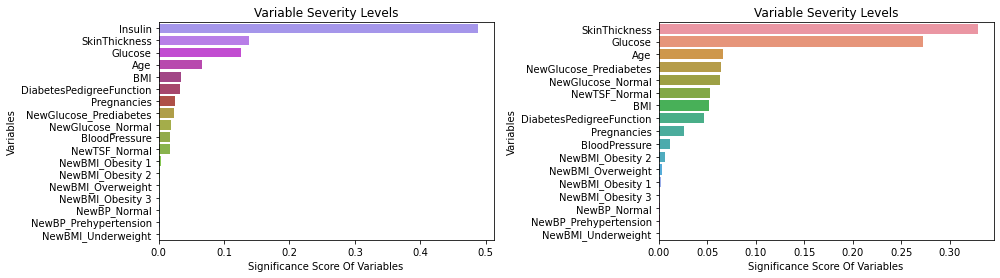 Variable Severity Levels
Variables
Insulin
SkinThickness
Glucose
Age
BMI
DiabetesPedigreeFunction
Pregnancies
NewGlucose_Prediabetes
NewGlucose_Normal
BloodPressure
NewTSF_Normal
NewBMI_Obesity 1
NewBMI_Obesity 2
NewBMI_Overweight
NewBMI_Obesity 3
NewBP_Normal
NewBP_Prehypertension
NewBMI_Underweight
0.0 0.1 0.2 0.3 0.4 0.5
Significance Score Of Variables
Variable Severity Levels
Variables
SkinThickness
Glucose
Age
NewGlucose_Prediabetes
NewGlucose_Normal
NewTSF_Normal
BMI
DiabetesPedigreeFunction
Pregnancies
BloodPressure
NewBMI_Obesity 2
NewBMI_Overweight
NewBMI_Obesity 1
NewBMI_Obesity 3
NewBP_Normal
NewBP_Prehypertension
NewBMI_Underweight
0.00 0.05 0.10 0.15 0.20 0.25 0.30
Significance Score Of Variables